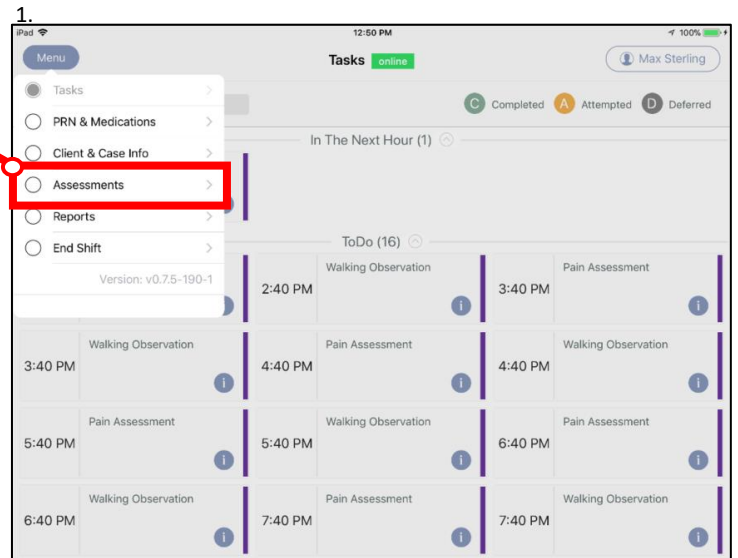 1.
iPad 12:50 PM 100%
Menu Tasks online Max Sterling
Tasks
C Completed A Attempted D Deferred
PRN & Medications
In The Next Hour (1)
Client & Case Info
Assessments
Reports
ToDo (16)
End Shift
Version: v0.7.5-190-1
2:40 PM Walking Observation i
3:40 PM Pain Assessment i
3:40 PM Walking Observation i
4:40 PM Pain Assessment i
4:40 PM Walking Observation i
5:40 PM Pain Assessment i
5:40 PM Walking Observation i
6:40 PM Pain Assessment i
6:40 PM Walking Observation i
7:40 PM Pain Assessment i
7:40 PM Walking Observation i